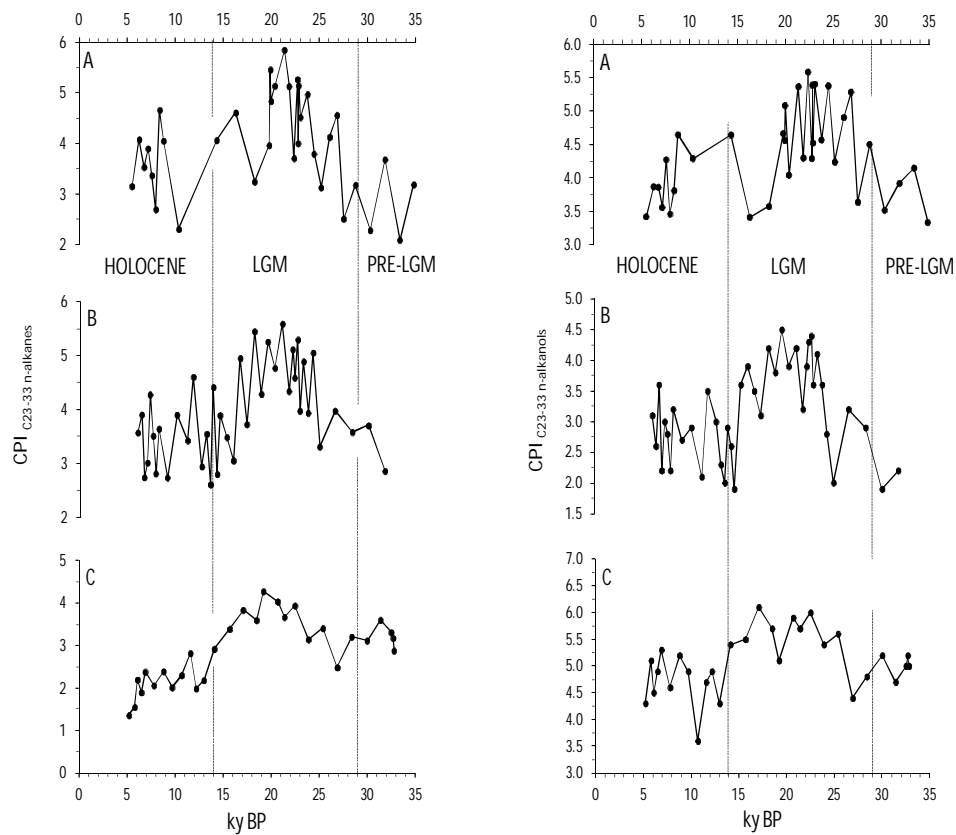 0 5 10 15 20 25 30 35
6
5
4
3
2
A
HOLOCENE LGM PRE-LGM
6
5
4
3
2
B
CPI C23-33 n-alkanes
5
4
3
2
1
0
C
0 5 10 15 20 25 30 35
ky BP
0 5 10 15 20 25 30 35
6.0
5.5
5.0
4.5
4.0
3.5
3.0
A
HOLOCENE LGM PRE-LGM
5.0
4.5
4.0
3.5
3.0
2.5
2.0
1.5
B
CPI C23-33 n-alkanols
7.0
6.5
6.0
5.5
5.0
4.5
4.0
3.5
3.0
C
0 5 10 15 20 25 30 35
ky BP